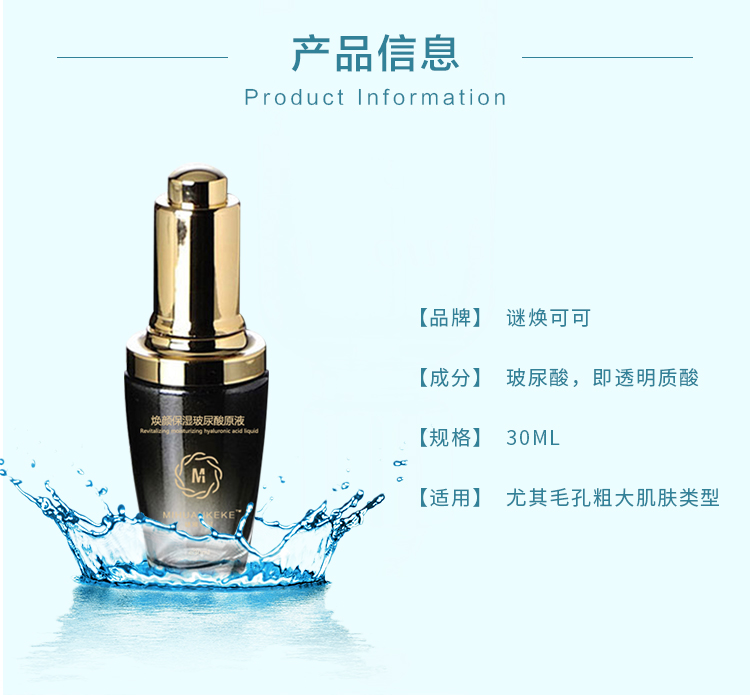 产品信息
Product Information
【品牌】 谜焕可可
【成分】 玻尿酸，即透明质酸
【规格】 30ML
【适用】 尤其毛孔粗大肌肤类型
焕颜保湿玻尿酸原液
Revitalizing moisturizing hyaluronic acid liquid
M